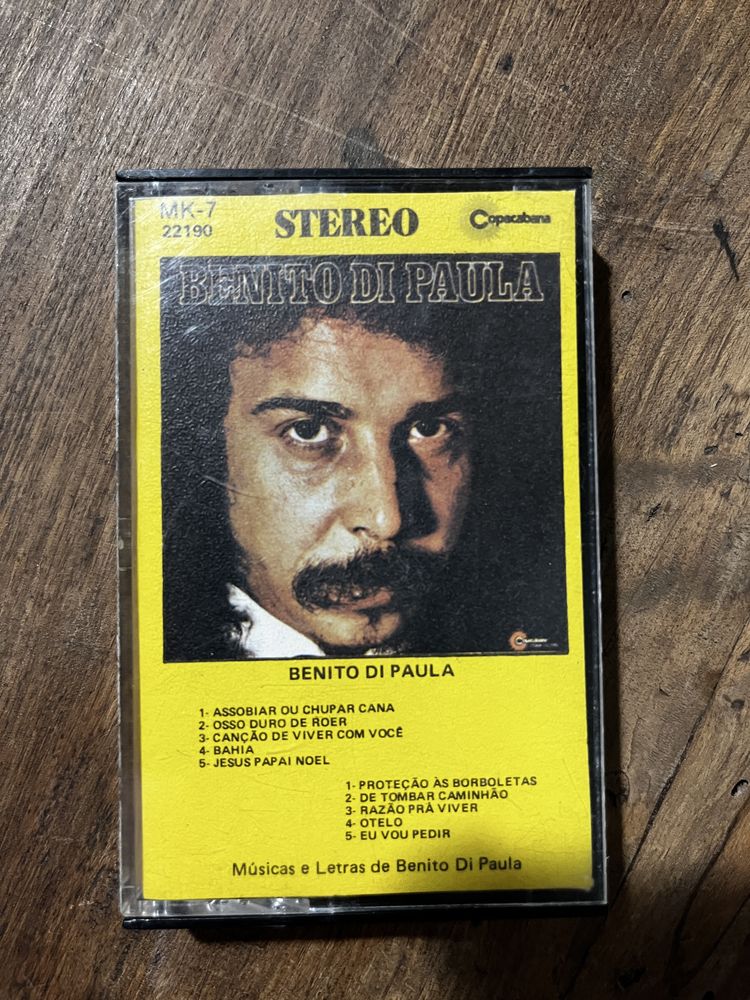 MK-7
22190
STEREO
Copacabana
BENITO DI PAULA
BENITO DI PAULA
1- ASSOBIAR OU CHUPAR CANA
2- OSSO DURO DE ROER
3- CANÇÃO DE VIVER COM VOCÊ
4- BAHIA
5- JESUS PAPAI NOEL
1- PROTEÇÃO ÀS BORBOLETAS
2- DE TOMBAR CAMINHÃO
3- RAZÃO PRÁ VIVER
4- OTELO
5- EU VOU PEDIR
Músicas e Letras de Benito Di Paula